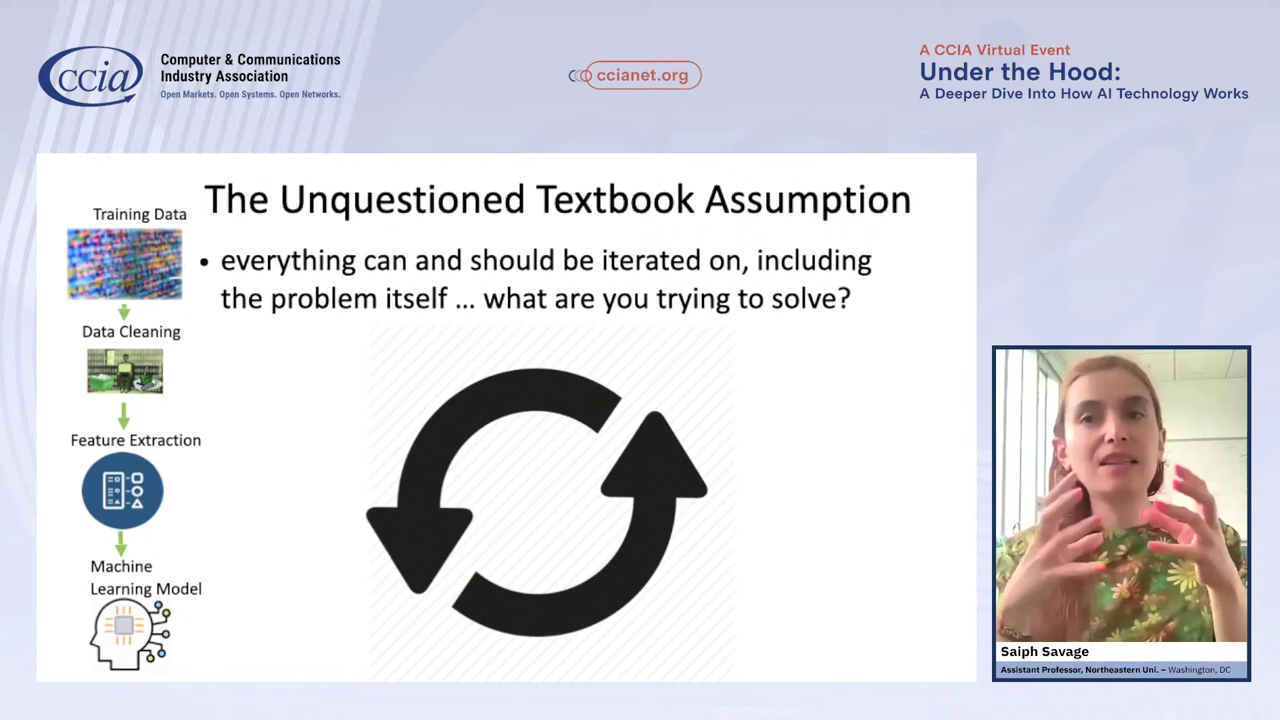 ccia
Computer & Communications
Industry Association
Open Markets. Open Systems. Open Networks.
ccianet.org
A CCIA Virtual Event
Under the Hood:
A Deeper Dive Into How AI Technology Works
The Unquestioned Textbook Assumption
• everything can and should be iterated on, including
the problem itself ... what are you trying to solve?
Training Data
Data Cleaning
Feature Extraction
Machine
Learning Model
Saiph Savage
Assistant Professor, Northeastern Uni. – Washington, DC